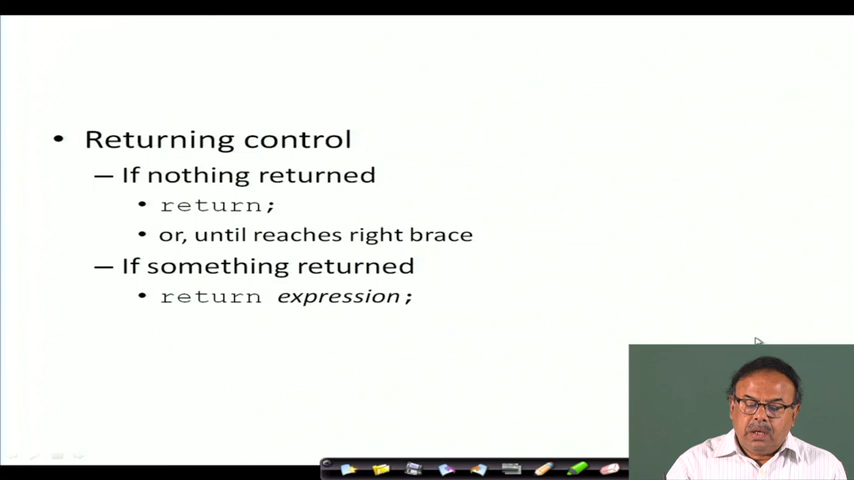 • Returning control
– If nothing returned
• return;
• or, until reaches right brace
– If something returned
• return expression;